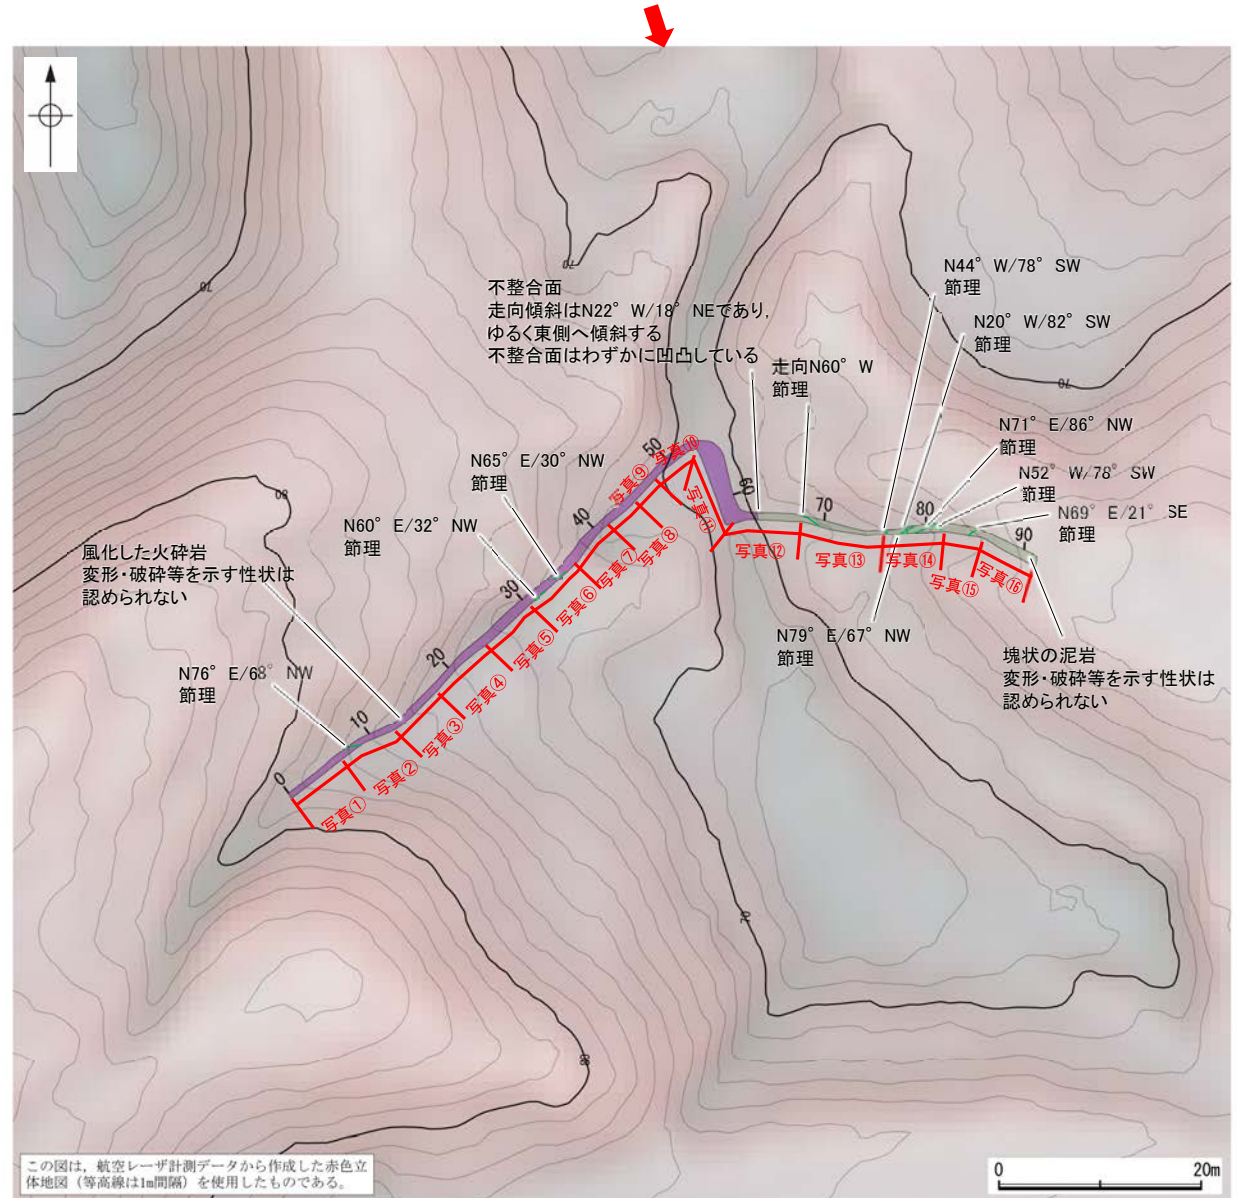 70
70
不整合面
走向傾斜はN22°W/18°NEであり,
ゆるく東側へ傾斜する
不整合面はわずかに凹凸している
N44°W/78°SW
節理
N20°W/82°SW
節理
走向N60°W
節理
70
N71°E/86°NW
節理
N52°W/78°SW
節理
N69°E/21°SE
節理
N65°E/30°NW
節理
N60°E/32°NW
節理
80
風化した火砕岩
変形・破砕等を示す性状は
認められない
N76°E/68°NW
節理
0
10
20
30
40
50
60
70
80
90
写真①
写真②
写真③
写真④
写真⑤
写真⑥
写真⑦
写真⑧
写真⑨
写真⑩
写真⑪
写真⑫
写真⑬
写真⑭
写真⑮
写真⑯
N79°E/67°NW
節理
塊状の泥岩
変形・破砕等を示す性状は
認められない
70
80
この図は，航空レーザ計測データから作成した赤色立
体地図（等高線は1m間隔）を使用したものである。
0 20m